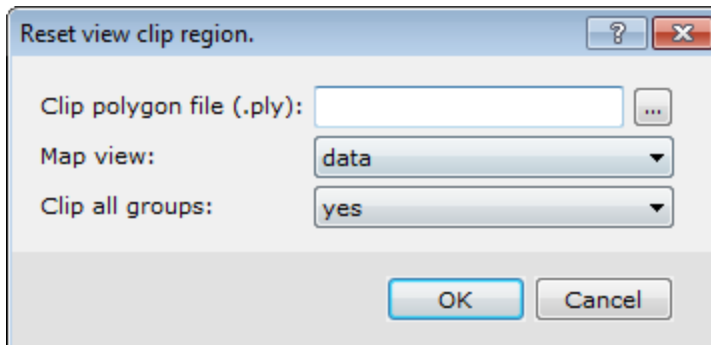 Reset view clip region.
?
Clip polygon file (.ply):
...
Map view:
data
Clip all groups:
yes
OK
Cancel